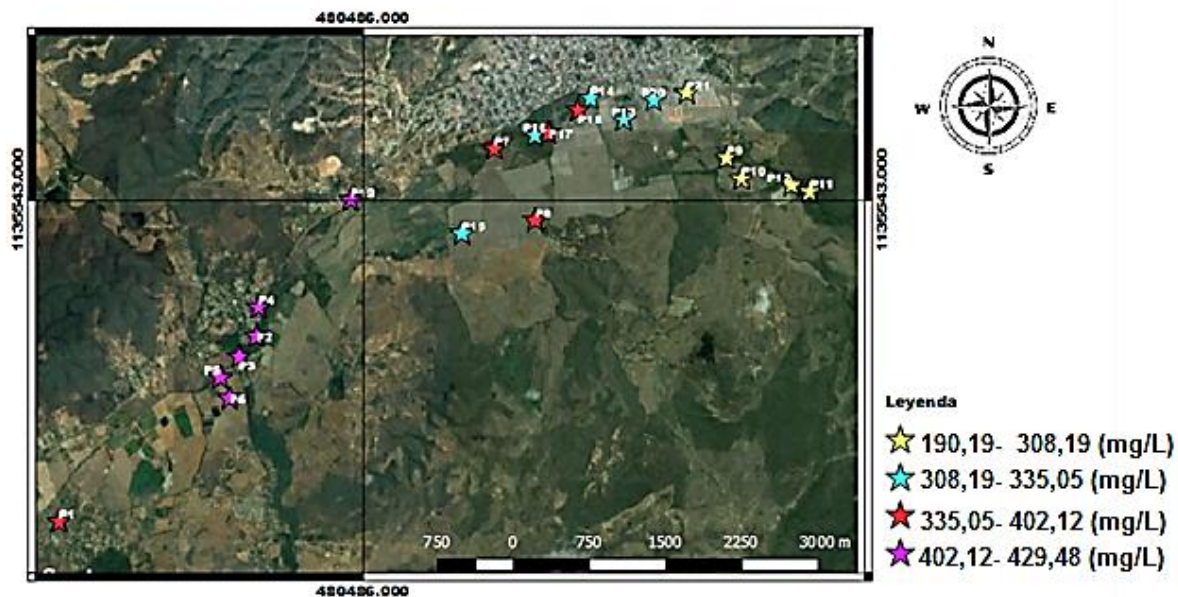 480486.000
N
W E
S
P14 P20 P21
P13
P18
P16 P17
P7
P9
P10 P12 P11
1135543.000
1135543.000
P8
P15
P4
P3
P6
P1
Leyenda
190,19- 308,19 (mg/L)
308,19- 335,05 (mg/L)
335,05- 402,12 (mg/L)
402,12- 429,48 (mg/L)
750 0 750 1500 2250 3000 m
480486.000